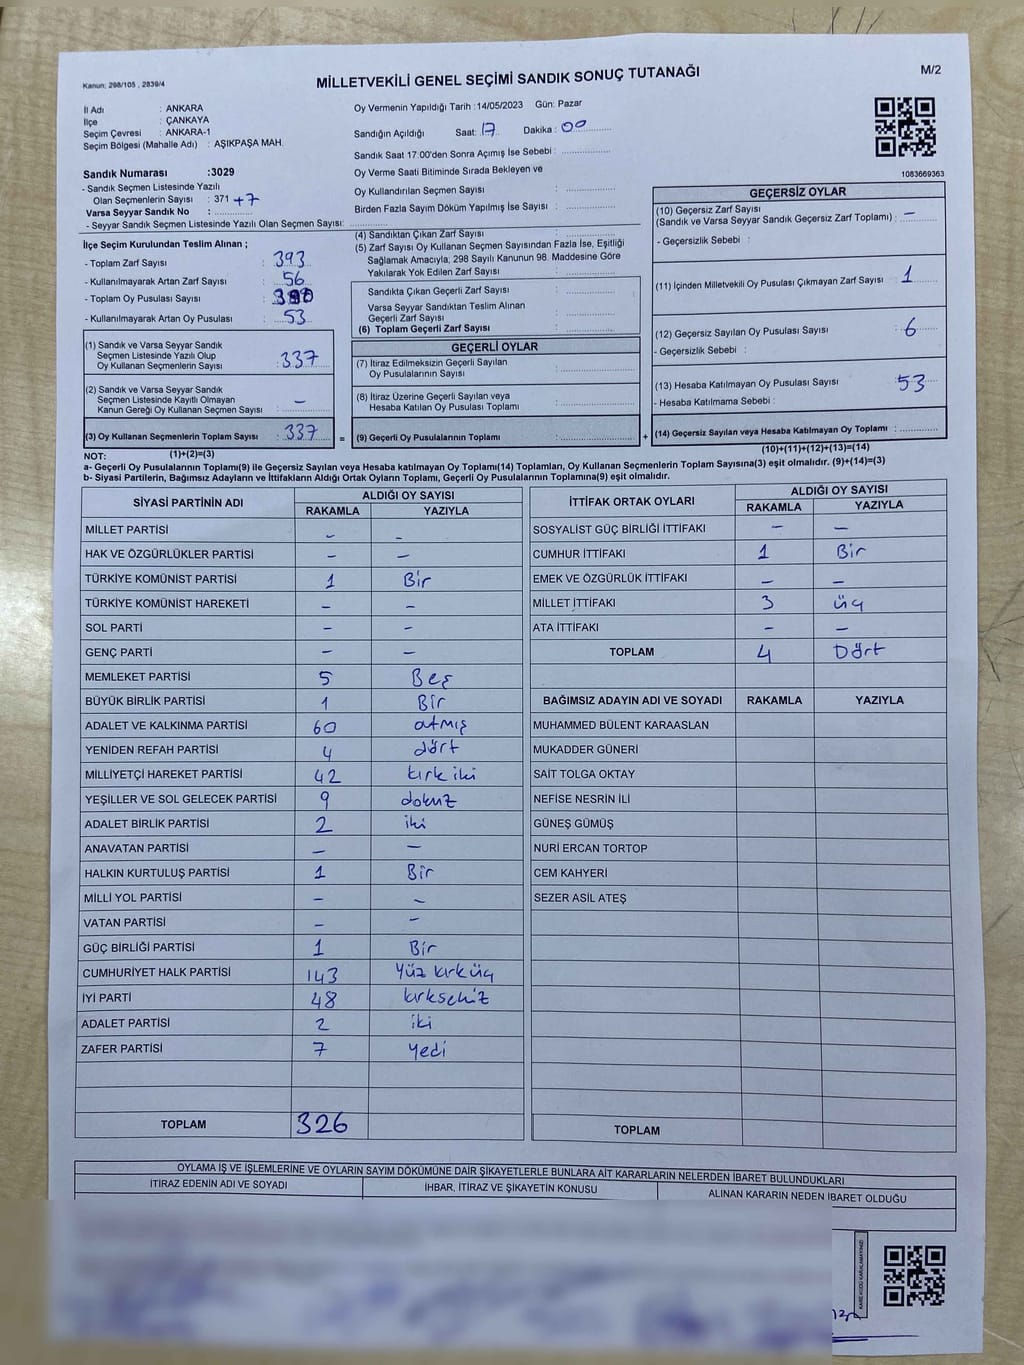 Kanun: 298/105 , 2839/4
MİLLETVEKİLİ GENEL SEÇİMİ SANDIK SONUÇ TUTANAĞI
M/2
İl Adı : ANKARA
İlçe : ÇANKAYA
Seçim Çevresi : ANKARA-1
Seçim Bölgesi (Mahalle Adı) : AŞIKPAŞA MAH.
Sandık Numarası :3029
- Sandık Seçmen Listesinde Yazılı
Olan Seçmenlerin Sayısı : 371 +7
Varsa Seyyar Sandık No :
- Seyyar Sandık Seçmen Listesinde Yazılı Olan Seçmen Sayısı:
Oy Vermenin Yapıldığı Tarih :14/05/2023 Gün: Pazar
Sandığın Açıldığı Saat: 17 Dakika : 00
Sandık Saat 17:00'den Sonra Açımış İse Sebebi :
Oy Verme Saati Bitiminde Sırada Bekleyen ve
Oy Kullandırılan Seçmen Sayısı :
Birden Fazla Sayım Döküm Yapılmış İse Sayısı :
1083669363
İlçe Seçim Kurulundan Teslim Alınan ;
- Toplam Zarf Sayısı : 393
- Kullanılmayarak Artan Zarf Sayısı : 56
- Toplam Oy Pusulası Sayısı :
- Kullanılmayarak Artan Oy Pusulası : 53
(1) Sandık ve Varsa Seyyar Sandık
Seçmen Listesinde Yazılı Olup
Oy Kullanan Seçmenlerin Sayısı : 337
(2) Sandık ve Varsa Seyyar Sandık
Seçmen Listesinde Kayıtlı Olmayan
Kanun Gereği Oy Kullanan Seçmen Sayısı : –
(3) Oy Kullanan Seçmenlerin Toplam Sayısı : 337
(1)+(2)=(3)
(4) Sandıktan Çıkan Zarf Sayısı :
(5) Zarf Sayısı Oy Kullanan Seçmen Sayısından Fazla İse, Eşitliği
Sağlamak Amacıyla, 298 Sayılı Kanunun 98. Maddesine Göre
Yakılarak Yok Edilen Zarf Sayısı :
Sandıkta Çıkan Geçerli Zarf Sayısı :
Varsa Seyyar Sandıktan Teslim Alınan
Geçerli Zarf Sayısı :
(6) Toplam Geçerli Zarf Sayısı :
GEÇERLİ OYLAR
(7) İtiraz Edilmeksizin Geçerli Sayılan
Oy Pusulalarının Sayısı :
(8) İtiraz Üzerine Geçerli Sayılan veya
Hesaba Katılan Oy Pusulası Toplamı :
= (9) Geçerli Oy Pusulalarının Toplamı :
GEÇERSİZ OYLAR
(10) Geçersiz Zarf Sayısı
(Sandık ve Varsa Seyyar Sandık Geçersiz Zarf Toplamı) : –
- Geçersizlik Sebebi :
(11) İçinden Milletvekili Oy Pusulası Çıkmayan Zarf Sayısı : 1
(12) Geçersiz Sayılan Oy Pusulası Sayısı : 6
- Geçersizlik Sebebi :
(13) Hesaba Katılmayan Oy Pusulası Sayısı : 53
- Hesaba Katılmama Sebebi :
+ (14) Geçersiz Sayılan veya Hesaba Katılmayan Oy Toplamı :
(10)+(11)+(12)+(13)=(14)
NOT:
a- Geçerli Oy Pusulalarının Toplamı(9) ile Geçersiz Sayılan veya Hesaba katılmayan Oy Toplamı(14) Toplamları, Oy Kullanan Seçmenlerin Toplam Sayısına(3) eşit olmalıdır. (9)+(14)=(3)
b- Siyasi Partilerin, Bağımsız Adayların ve İttifakların Aldığı Ortak Oyların Toplamı, Geçerli Oy Pusulalarının Toplamına(9) eşit olmalıdır.
SİYASİ PARTİNİN ADI ALDIĞI OY SAYISI
RAKAMLA YAZIYLA
MİLLET PARTİSİ – –
HAK VE ÖZGÜRLÜKLER PARTİSİ – –
TÜRKİYE KOMÜNİST PARTİSİ 1 Bir
TÜRKİYE KOMÜNİST HAREKETİ – –
SOL PARTİ – –
GENÇ PARTİ – –
MEMLEKET PARTİSİ 5 Beş
BÜYÜK BİRLİK PARTİSİ 1 Bir
ADALET VE KALKINMA PARTİSİ 60 atmış
YENİDEN REFAH PARTİSİ 4 dört
MİLLİYETÇİ HAREKET PARTİSİ 42 kırk iki
YEŞİLLER VE SOL GELECEK PARTİSİ 9 dokuz
ADALET BİRLİK PARTİSİ 2 iki
ANAVATAN PARTİSİ – –
HALKIN KURTULUŞ PARTİSİ 1 Bir
MİLLİ YOL PARTİSİ – –
VATAN PARTİSİ – –
GÜÇ BİRLİĞİ PARTİSİ 1 Bir
CUMHURİYET HALK PARTİSİ 143 yüz kırküç
İYİ PARTİ 48 kırksekiz
ADALET PARTİSİ 2 iki
ZAFER PARTİSİ 7 yedi
TOPLAM 326
İTTİFAK ORTAK OYLARI ALDIĞI OY SAYISI
RAKAMLA YAZIYLA
SOSYALİST GÜÇ BİRLİĞİ İTTİFAKI – –
CUMHUR İTTİFAKI 1 Bir
EMEK VE ÖZGÜRLÜK İTTİFAKI – –
MİLLET İTTİFAKI 3 üç
ATA İTTİFAKI – –
TOPLAM 4 Dört
BAĞIMSIZ ADAYIN ADI VE SOYADI RAKAMLA YAZIYLA
MUHAMMED BÜLENT KARAASLAN
MUKADDER GÜNERİ
SAİT TOLGA OKTAY
NEFİSE NESRİN İLİ
GÜNEŞ GÜMÜŞ
NURİ ERCAN TORTOP
CEM KAHYERİ
SEZER ASİL ATEŞ
TOPLAM
OYLAMA İŞ VE İŞLEMLERİNE VE OYLARIN SAYIM DÖKÜMÜNE DAİR ŞİKAYETLERLE BUNLARA AİT KARARLARIN NELERDEN İBARET BULUNDUKLARI
İTİRAZ EDENİN ADI VE SOYADI İHBAR, İTİRAZ VE ŞİKAYETİN KONUSU ALINAN KARARIN NEDEN İBARET OLDUĞU
KARE KODU KARALAMAYINIZ!